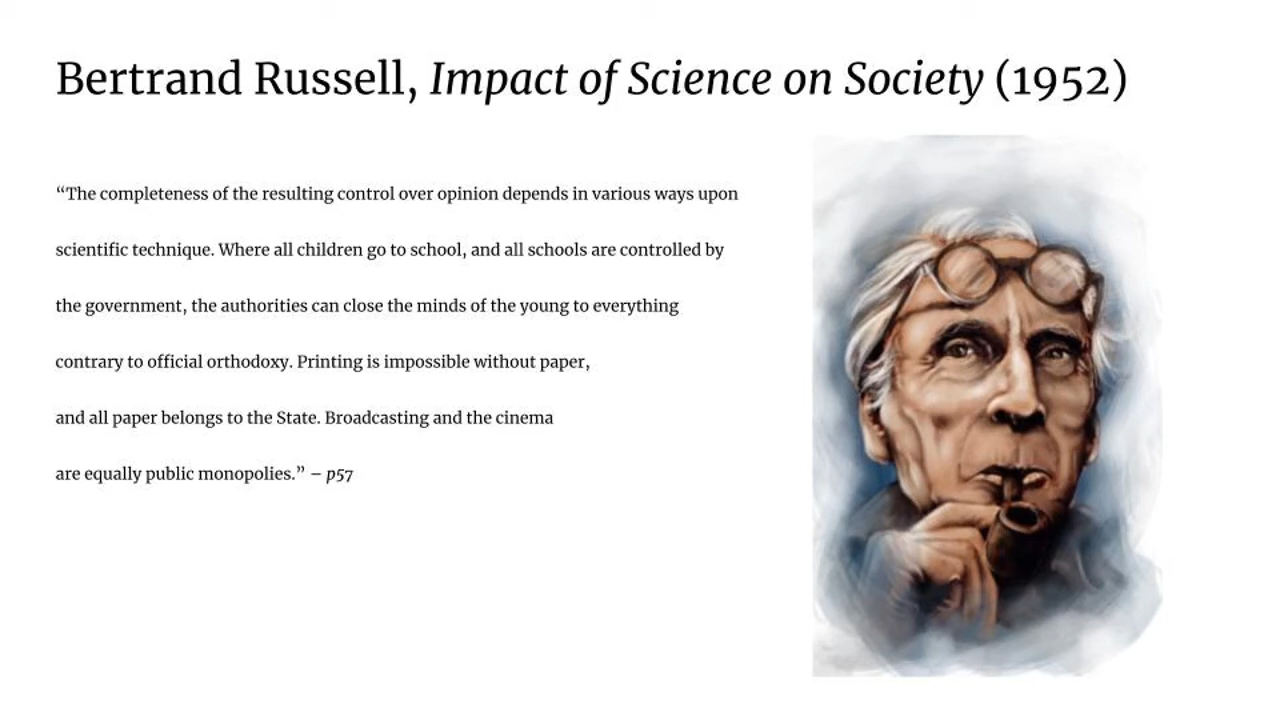 Bertrand Russell, Impact of Science on Society (1952)
“The completeness of the resulting control over opinion depends in various ways upon
scientific technique. Where all children go to school, and all schools are controlled by
the government, the authorities can close the minds of the young to everything
contrary to official orthodoxy. Printing is impossible without paper,
and all paper belongs to the State. Broadcasting and the cinema
are equally public monopolies.” – p57